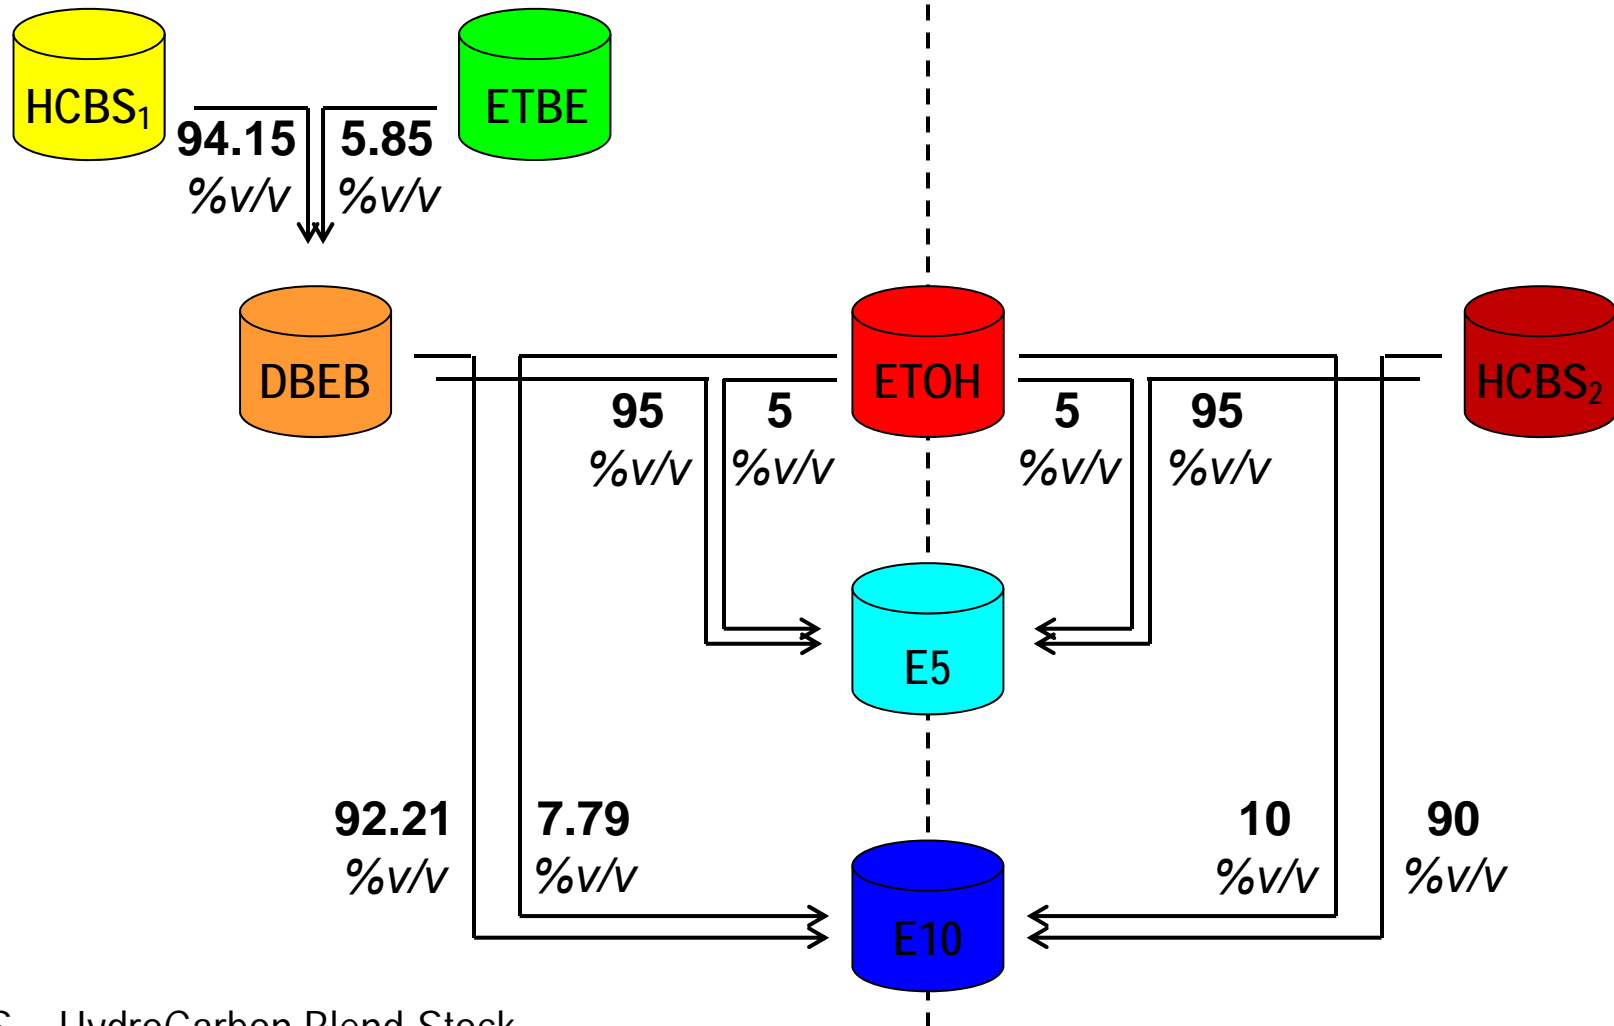 HCBS₁
ETBE
94.15
5.85
%v/v
%v/v
DBEB
ETOH
HCBS₂
95
5
5
95
%v/v
%v/v
%v/v
%v/v
E5
92.21
7.79
10
90
%v/v
%v/v
%v/v
%v/v
E10
HydroCarbon Blend Stock